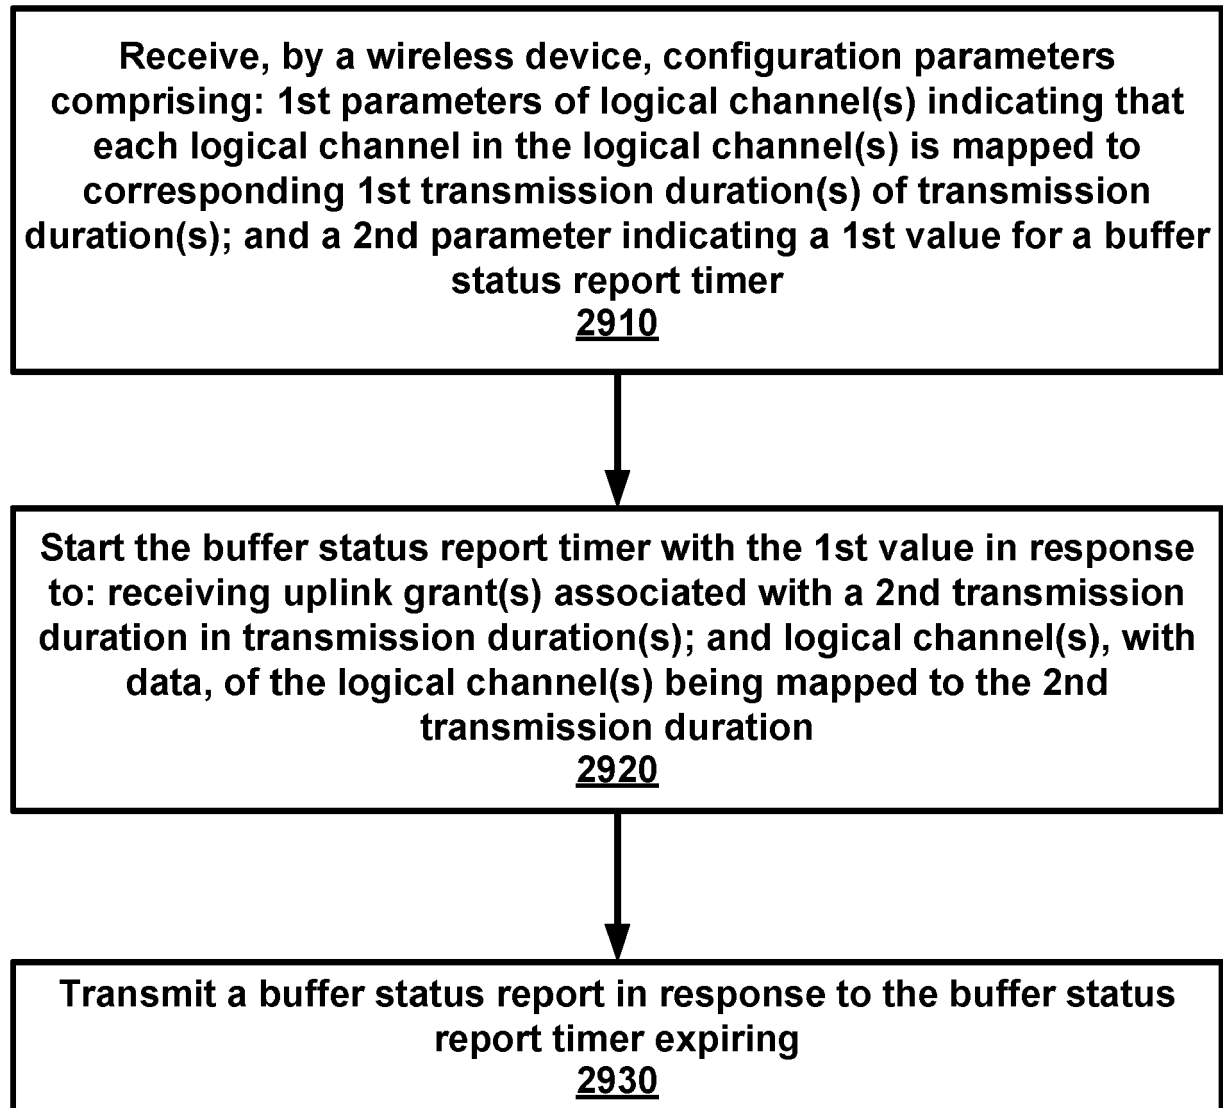 Receive, by a wireless device, configuration parameters
comprising: 1st parameters of logical channel(s) indicating that
each logical channel in the logical channel(s) is mapped to
corresponding 1st transmission duration(s) of transmission
duration(s); and a 2nd parameter indicating a 1st value for a buffer
status report timer
2910
Start the buffer status report timer with the 1st value in response
to: receiving uplink grant(s) associated with a 2nd transmission
duration in transmission duration(s); and logical channel(s), with
data, of the logical channel(s) being mapped to the 2nd
transmission duration
2920
Transmit a buffer status report in response to the buffer status
report timer expiring
2930